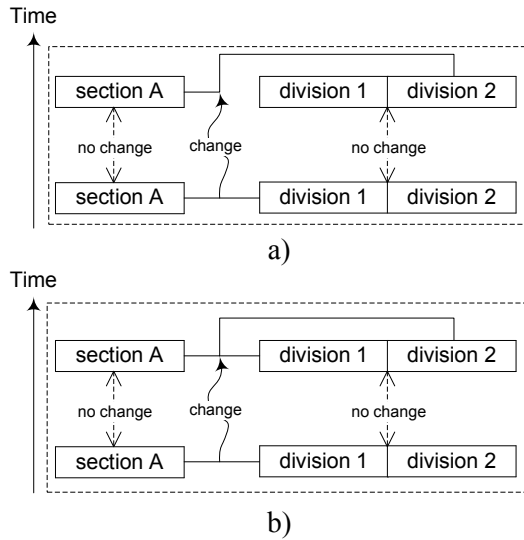 Time
section A
division 1
division 2
no change
change
no change
section A
division 1
division 2
a)
Time
section A
division 1
division 2
no change
change
no change
section A
division 1
division 2
b)